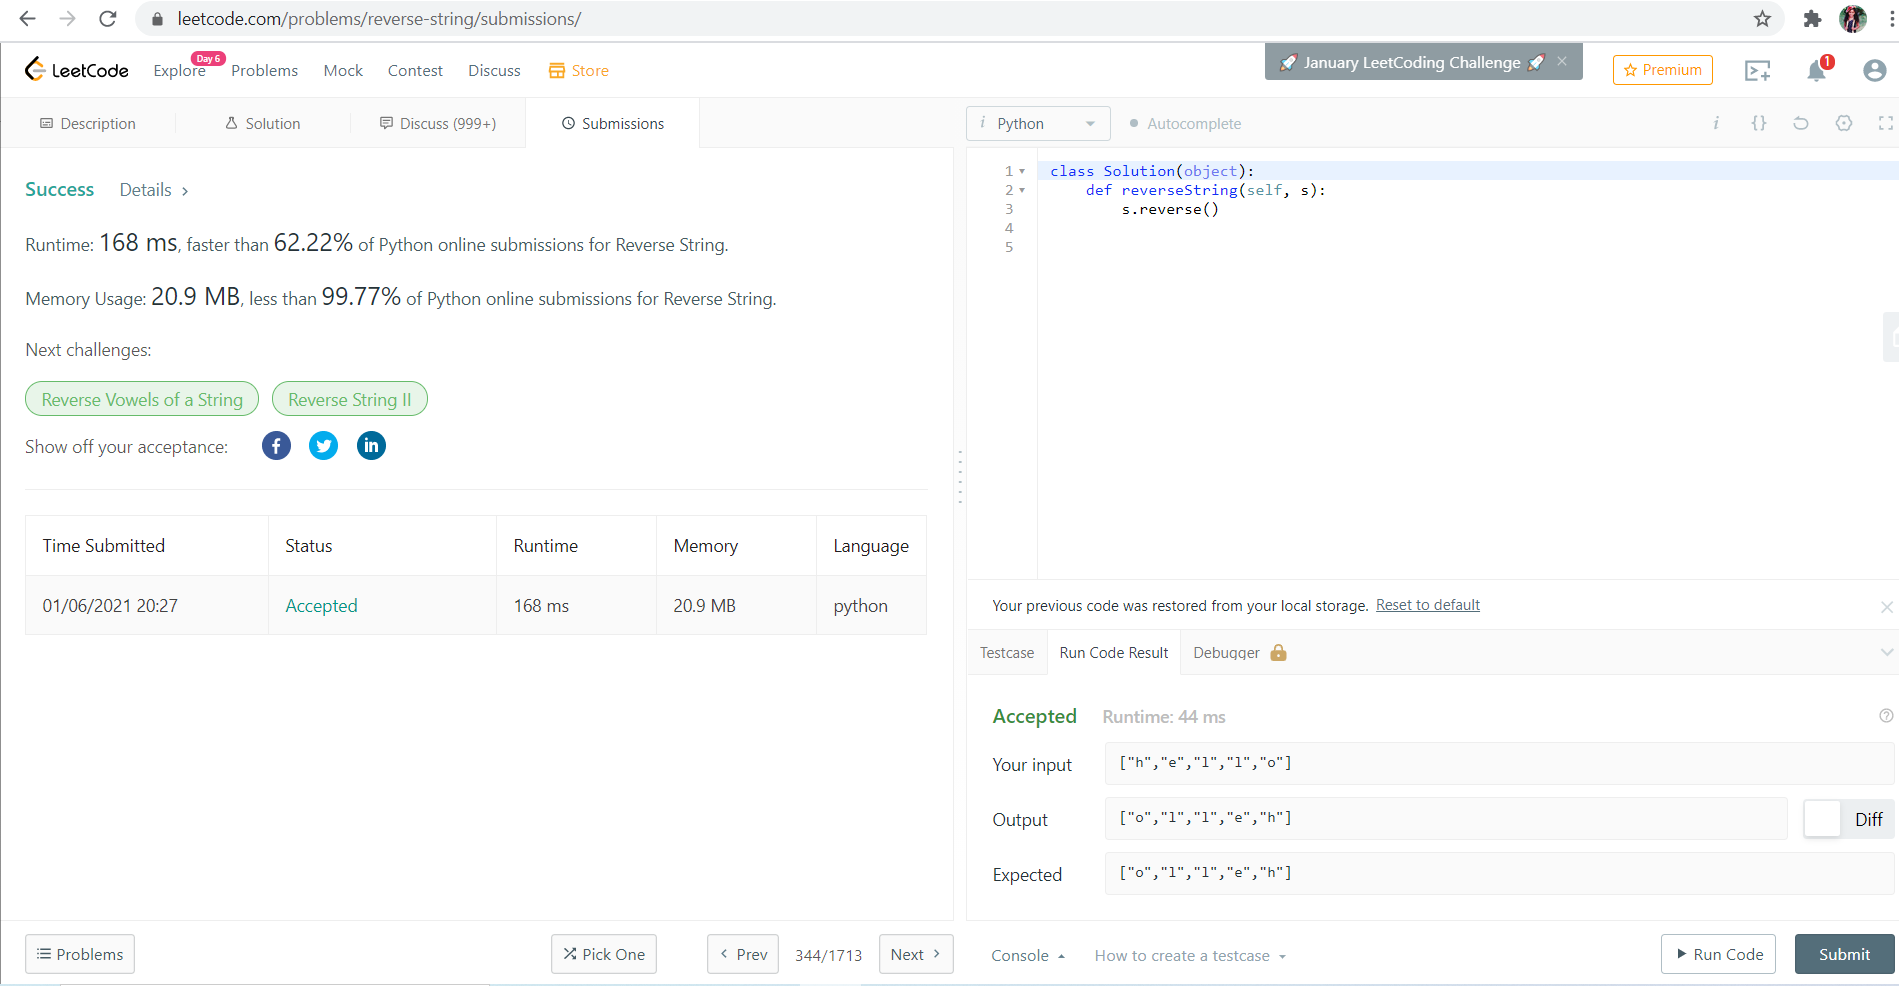 leetcode.com/problems/reverse-string/submissions/
LeetCode Explore Day 6 Problems Mock Contest Discuss Store
🚀 January LeetCoding Challenge 🚀 ×
Premium
1
Description Solution Discuss (999+) Submissions
i Python Autocomplete
i {}
Success Details >
Runtime: 168 ms, faster than 62.22% of Python online submissions for Reverse String.
Memory Usage: 20.9 MB, less than 99.77% of Python online submissions for Reverse String.
Next challenges:
Reverse Vowels of a String Reverse String II
Show off your acceptance: f in
Time Submitted Status Runtime Memory Language
01/06/2021 20:27 Accepted 168 ms 20.9 MB python
1 class Solution(object):
2 def reverseString(self, s):
3 s.reverse()
4
5
Your previous code was restored from your local storage. Reset to default
Testcase Run Code Result Debugger
Accepted Runtime: 44 ms
Your input ["h","e","l","l","o"]
Output ["o","l","l","e","h"] Diff
Expected ["o","l","l","e","h"]
Problems Pick One < Prev 344/1713 Next >
Console How to create a testcase Run Code Submit